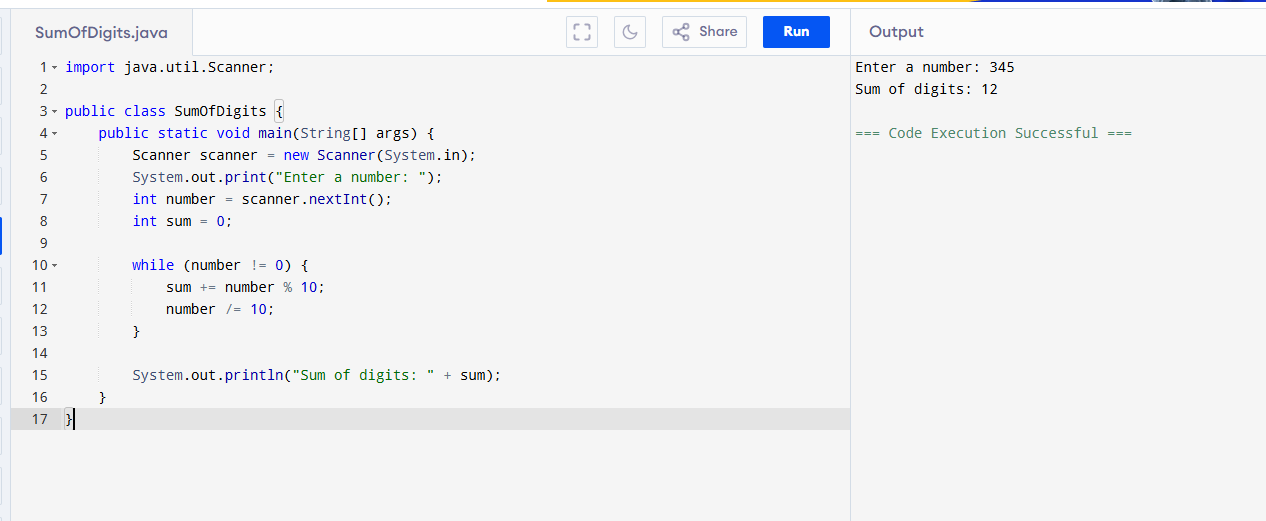 SumOfDigits.java
Share
Run
Output
1 import java.util.Scanner;
2
3 public class SumOfDigits {
4     public static void main(String[] args) {
5         Scanner scanner = new Scanner(System.in);
6         System.out.print("Enter a number: ");
7         int number = scanner.nextInt();
8         int sum = 0;
9
10         while (number != 0) {
11             sum += number % 10;
12             number /= 10;
13         }
14
15         System.out.println("Sum of digits: " + sum);
16     }
17 }
Enter a number: 345
Sum of digits: 12
=== Code Execution Successful ===